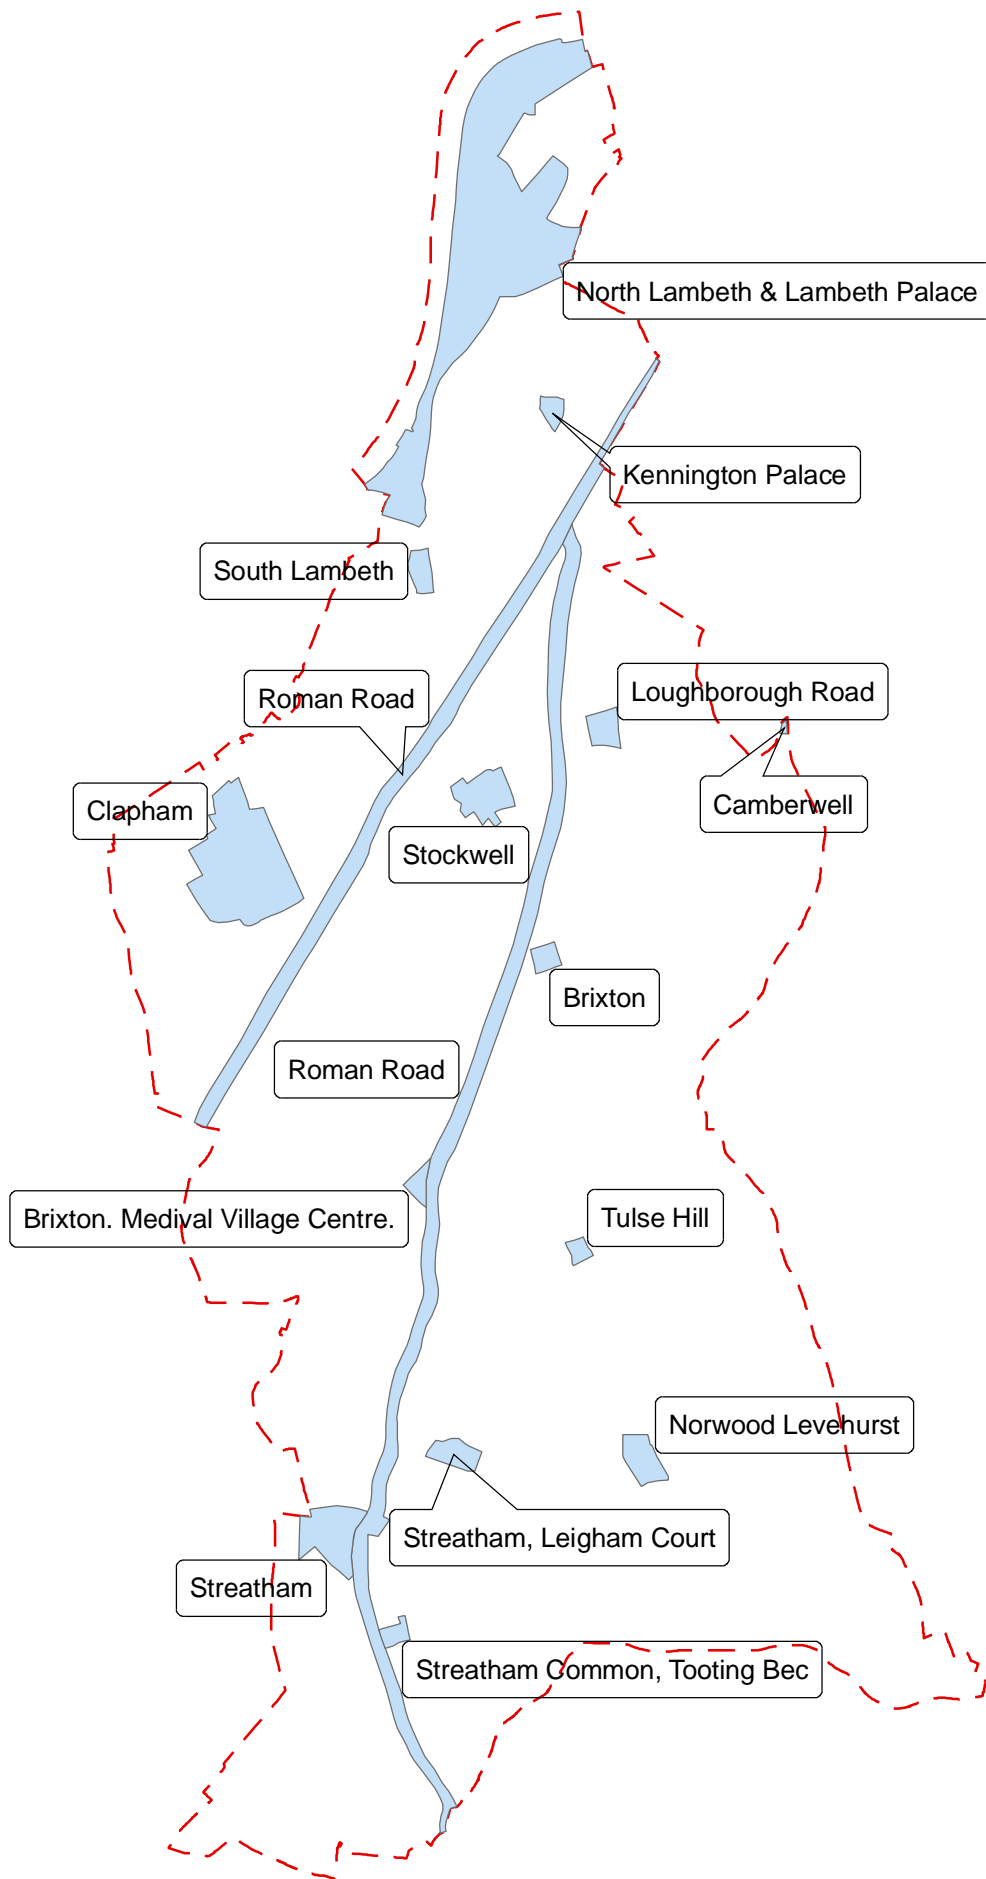 North Lambeth & Lambeth Palace
Kennington Palace
South Lambeth
Roman Road
Loughborough Road
Clapham
Camberwell
Stockwell
Brixton
Roman Road
Brixton. Medival Village Centre.
Tulse Hill
Norwood Levehurst
Streatham, Leigham Court
Streatham
Streatham Common, Tooting Bec